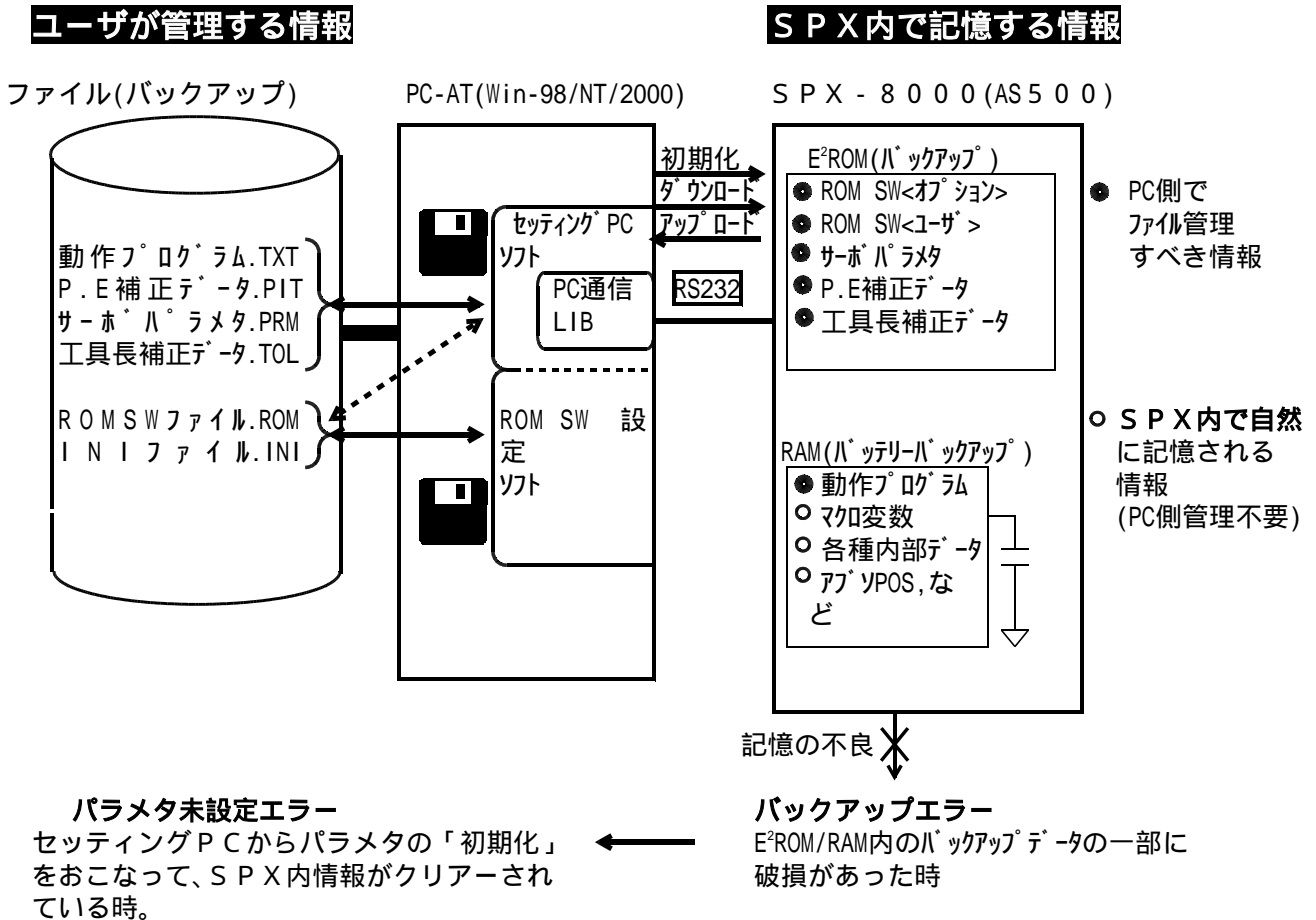 ユーザが管理する情報
ＳＰＸ内で記憶する情報
ファイル(バックアップ)
PC-AT(Win-98/NT/2000)
ＳＰＸ-８０００(AS５００)
動作ﾌﾟﾛｸﾞﾗﾑ.TXT
P.E補正ﾃﾞｰﾀ.PIT
ｻｰﾎﾞﾊﾟﾗﾒﾀ.PRM
工具長補正ﾃﾞｰﾀ.TOL
ＲＯＭＳＷﾌｧｲﾙ.ROM
ＩＮＩﾌｧｲﾙ.INI
ｾｯﾃｨﾝｸﾞPC
ｿﾌﾄ
PC通信
LIB
ROM SW 設
定
ｿﾌﾄ
初期化
ﾀﾞｳﾝﾛｰﾄﾞ
ｱｯﾌﾟﾛｰﾄﾞ
RS232
E²ROM(ﾊﾞｯｸｱｯﾌﾟ)
● ROM SW<ｵﾌﾟｼｮﾝ>
● ROM SW<ﾕｰｻﾞ>
● ｻｰﾎﾞﾊﾟﾗﾒﾀ
● P.E補正ﾃﾞｰﾀ
● 工具長補正ﾃﾞｰﾀ
RAM(ﾊﾞｯﾃﾘｰﾊﾞｯｸｱｯﾌﾟ)
● 動作ﾌﾟﾛｸﾞﾗﾑ
○ ﾏｸﾛ変数
○ 各種内部ﾃﾞｰﾀ
○ ｱﾌﾞｿPOS,な
ど
● PC側で
ﾌｧｲﾙ管理
すべき情報
○ ＳＰＸ内で自然
に記憶される
情報
(PC側管理不要)
記憶の不良
パラメタ未設定エラー
セッティングＰＣからパラメタの「初期化」
をおこなって、ＳＰＸ内情報がクリアーされ
ている時。
バックアップエラー
E²ROM/RAM内のﾊﾞｯｸｱｯﾌﾟﾃﾞｰﾀの一部に
破損があった時